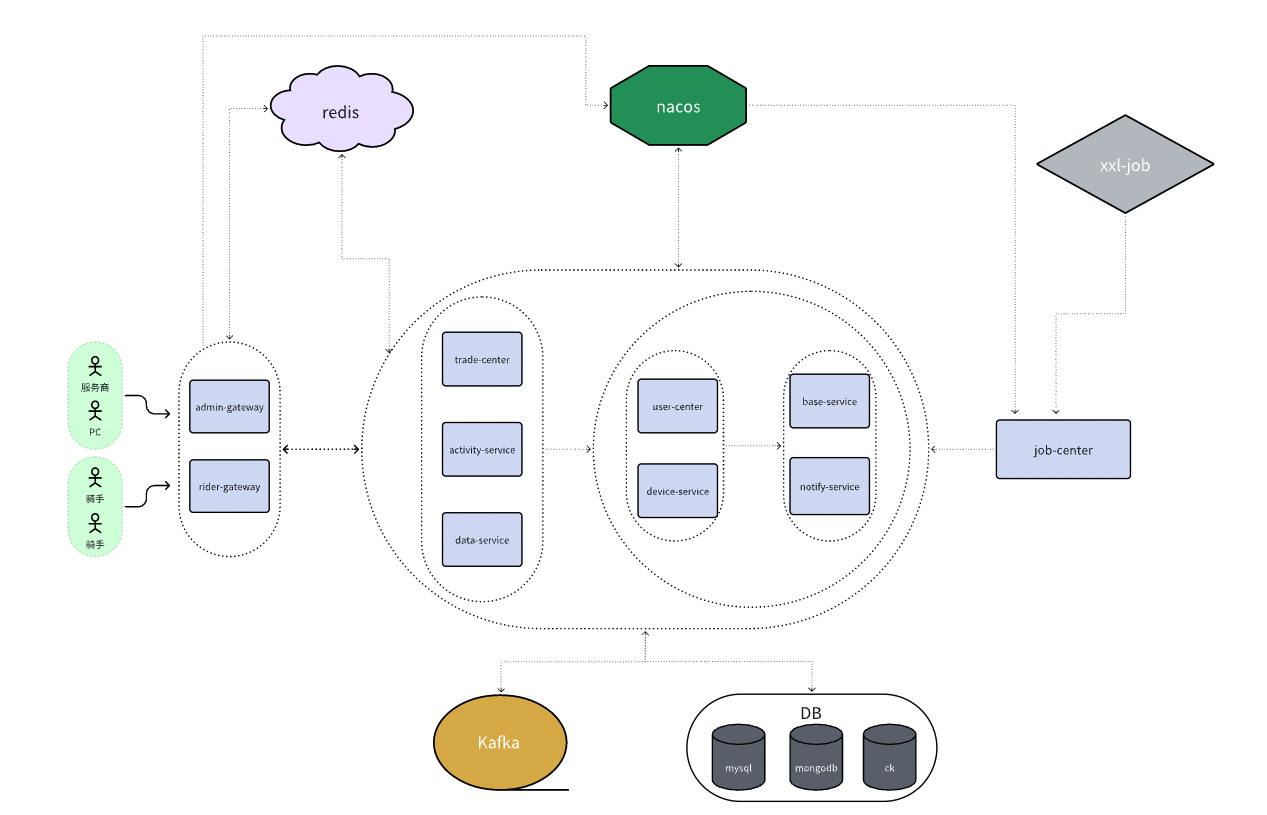 redis
nacos
xxl-job
服务商
PC
骑手
骑手
admin-gateway
rider-gateway
trade-center
activity-service
data-service
user-center
device-service
base-service
notify-service
job-center
Kafka
DB
mysql
mongodb
ck